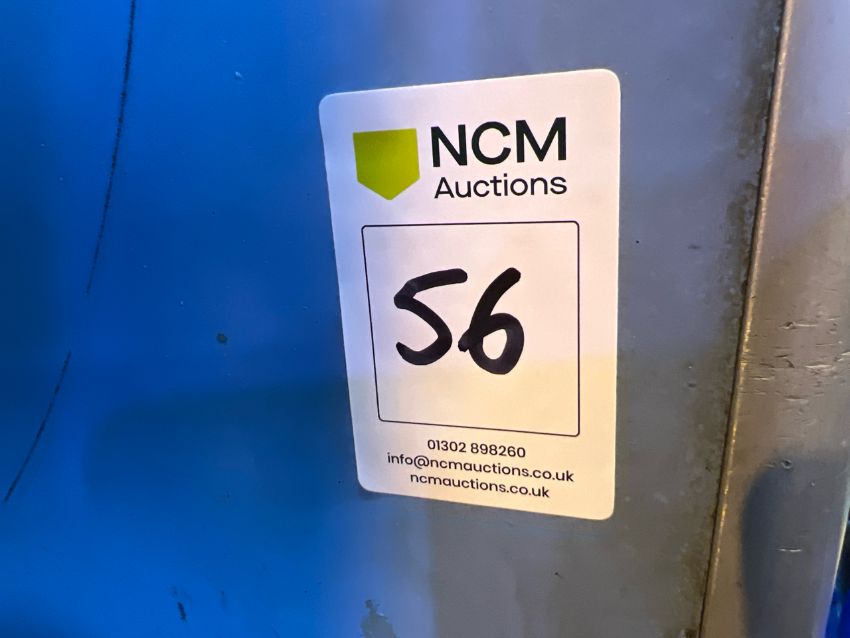 NCM
Auctions
56
01302 898260
info@ncmauctions.co.uk
ncmauctions.co.uk